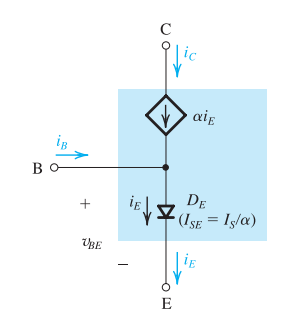 C
i_C
αi_E
i_B
B
+
i_E
D_E
(I_SE = I_S/α)
v_BE
−
i_E
E